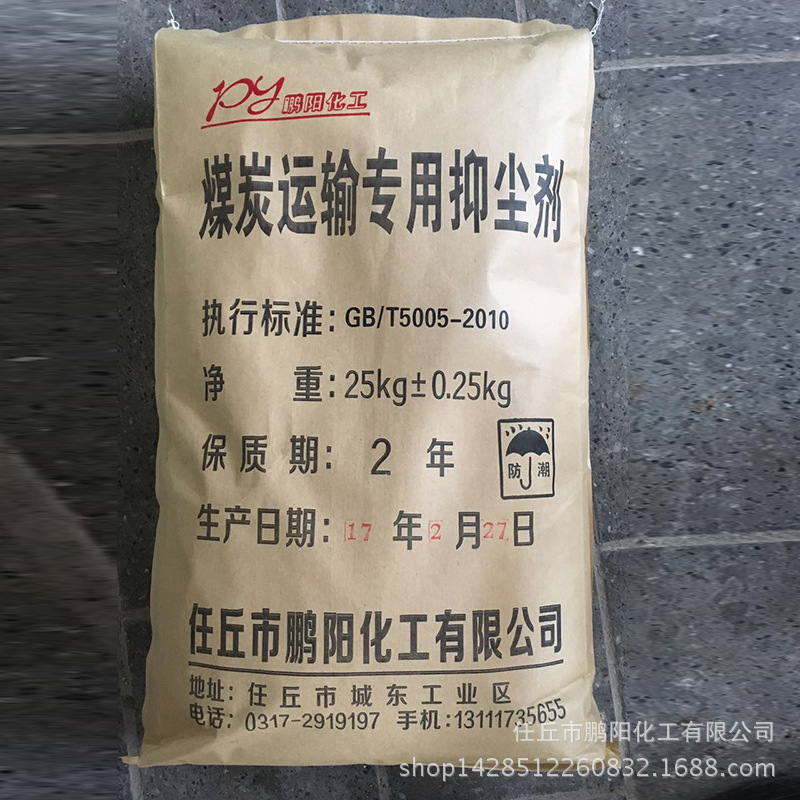 PY 鹏阳化工
煤炭运输专用抑尘剂
执行标准：GB/T5005-2010
净 重：25kg±0.25kg
保质期：2 年
防潮
生产日期：17 年 2 月 27 日
任丘市鹏阳化工有限公司
地址：任丘市城东工业区
电话：0317-2919197 手机：13111735655
任丘市鹏阳化工有限公司
shop1428512260832.1688.com